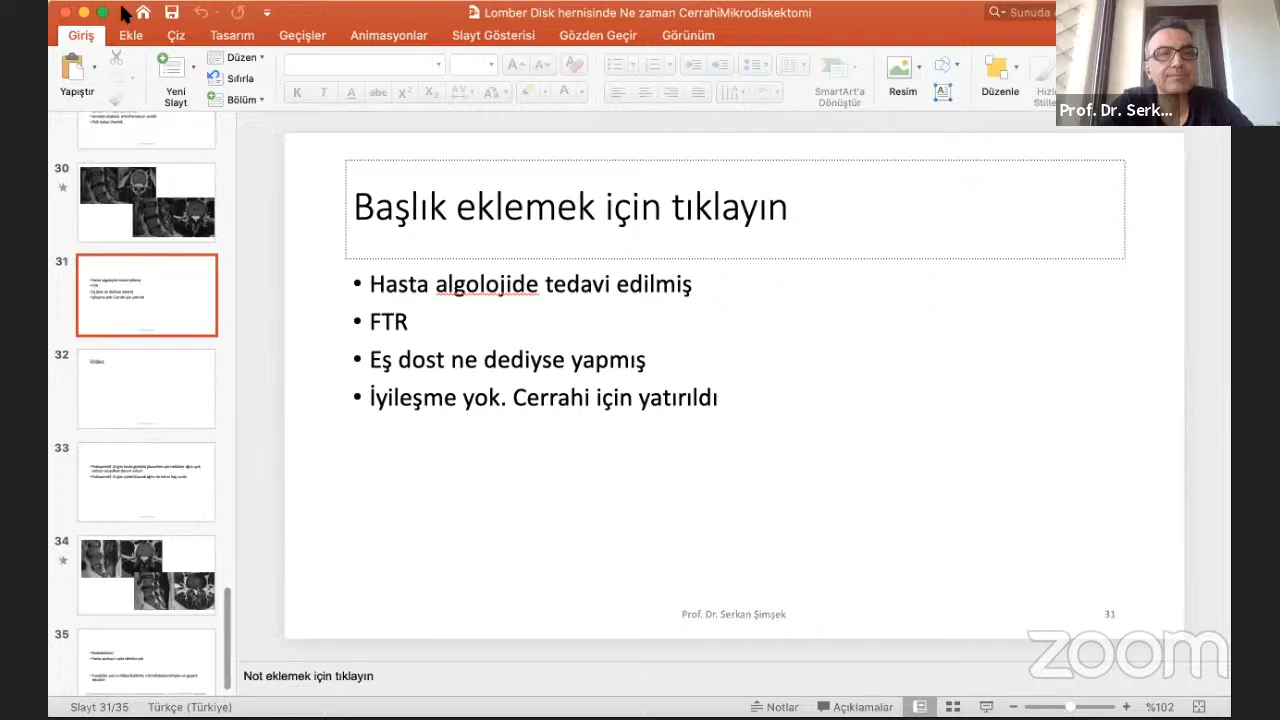 Lomber Disk hernisinde Ne zaman CerrahiMikrodiskektomi
Sunuda
Giriş Ekle Çiz Tasarım Geçişler Animasyonlar Slayt Gösterisi Gözden Geçir Görünüm
Yapıştır
Yeni Slayt
Düzen
Sıfırla
Bölüm
K T A abc X² X₂
SmartArt'a Dönüştür
Resim
Düzenle
Prof. Dr. Serk...
30
31
32
Video.
33
34
35
Başlık eklemek için tıklayın
• Hasta algolojide tedavi edilmiş
• FTR
• Eş dost ne dediyse yapmış
• İyileşme yok. Cerrahi için yatırıldı
Prof. Dr. Serkan Şimşek
31
zoom
Not eklemek için tıklayın
Slayt 31/35 Türkçe (Türkiye) Notlar Açıklamalar %102